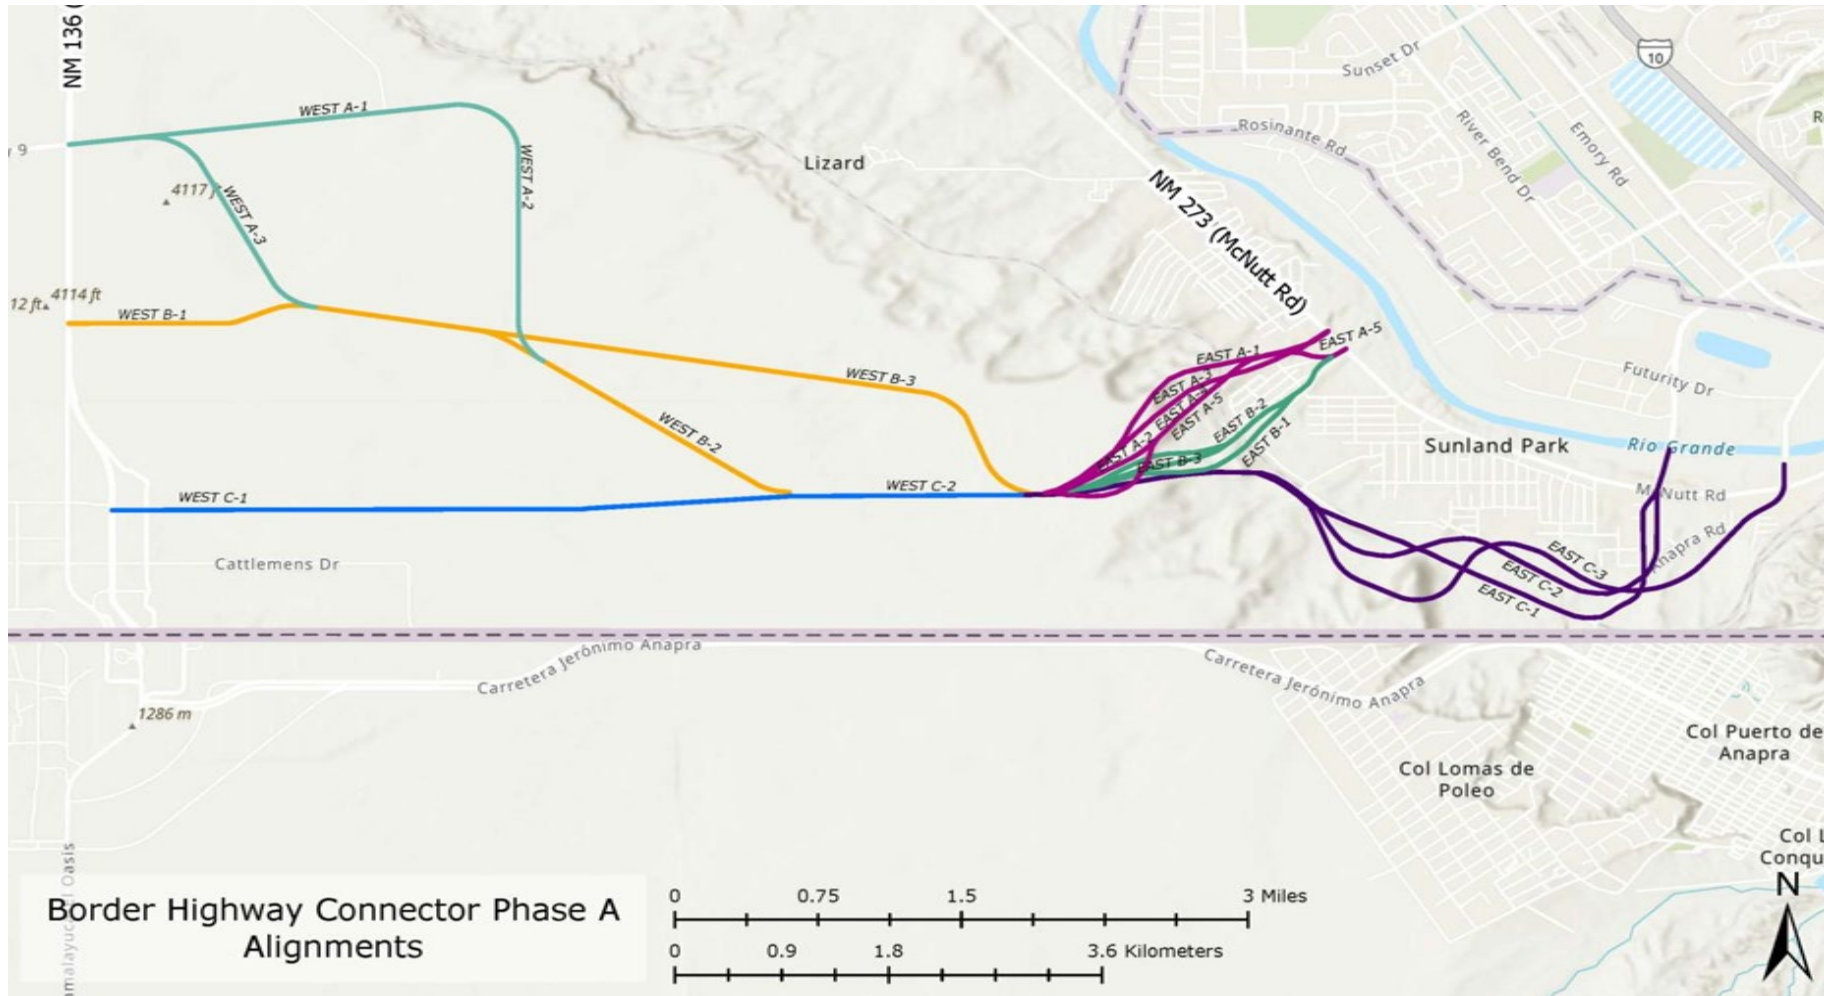 NM 136 (
10
Sunset Dr
WEST A-1
Rosinante Rd
River Bend Dr
Emory Rd
9
Lizard
WEST A-2
4117 f
WEST A-3
NM 273 (McNutt Rd)
12 ft
4114 ft
WEST B-1
EAST A-5
EAST A-1
WEST B-3
EAST A-3
EAST A-4
EAST A-5
Futurity Dr
WEST B-2
EAST B-2
EAST B-1
EAST A-2
EAST B-3
Sunland Park
Rio Grande
WEST C-1
WEST C-2
McNutt Rd
Anapra Rd
EAST C-3
EAST C-2
EAST C-1
Cattlemens Dr
Carretera Jerónimo Anapra
Carretera Jerónimo Anapra
1286 m
Col Puerto de
Anapra
Col Lomas de
Poleo
Col L
Conqu
N
Border Highway Connector Phase A
Alignments
0 0.75 1.5 3 Miles
0 0.9 1.8 3.6 Kilometers